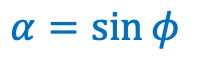 α = sin ϕ